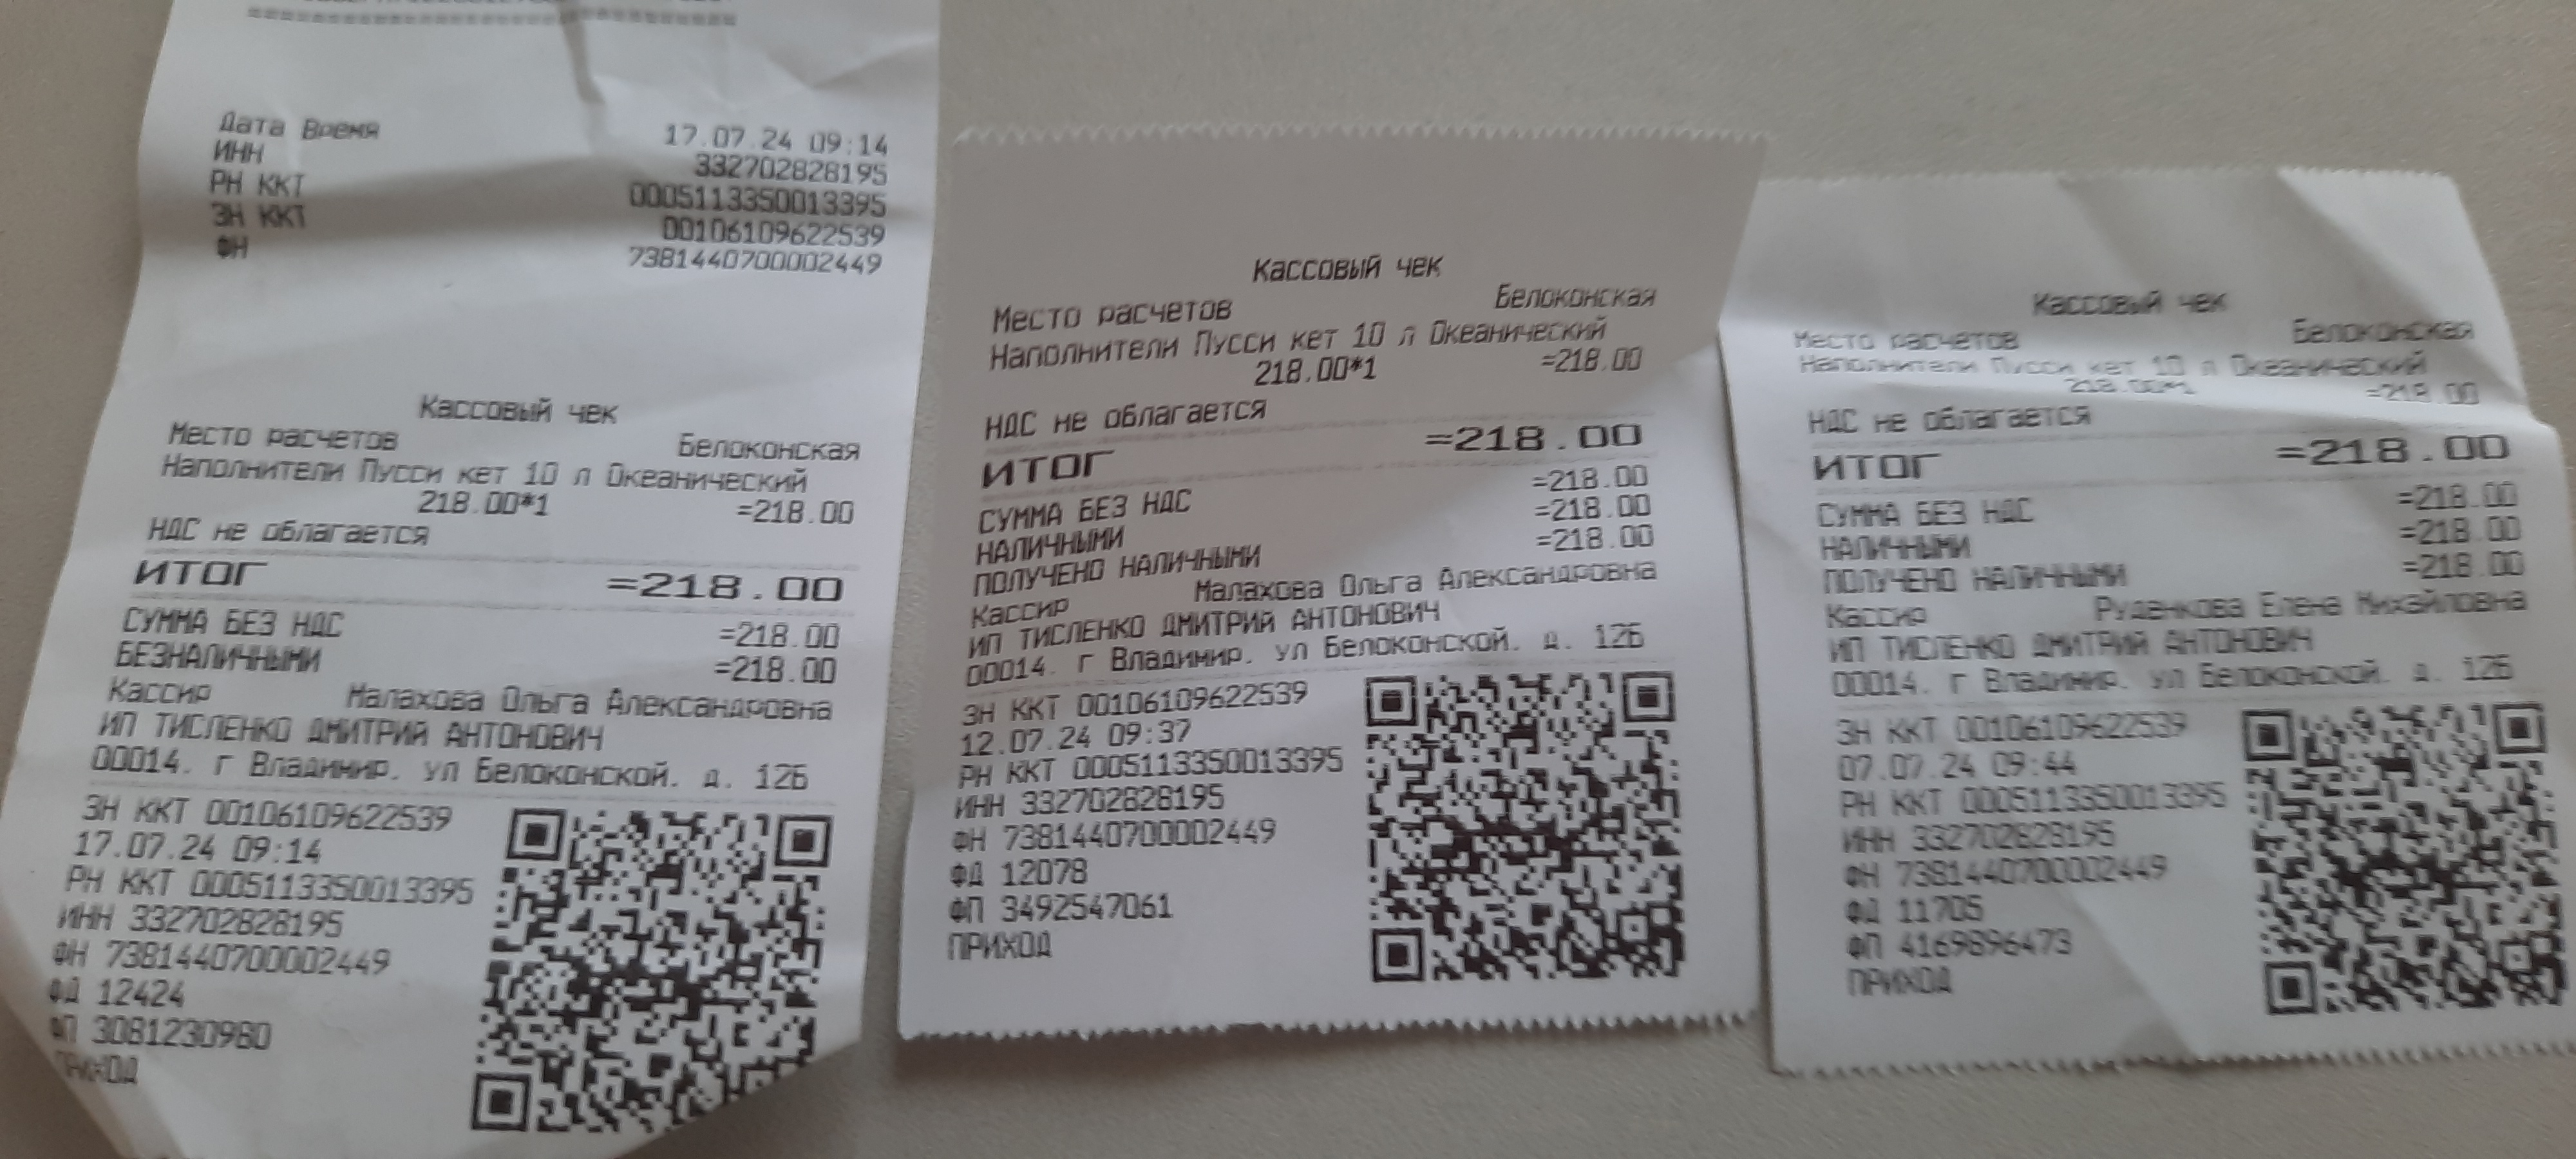 Дата Время 17.07.24 09:14
ИНН 332702828195
РН ККТ 0005113350013395
ЗН ККТ 00106109622539
ФН 7381440700002449
Кассовый чек
Место расчетов Белоконская
Наполнители Пусси кет 10 л Океанический
218.00*1 =218.00
НДС не облагается
ИТОГ =218.00
СУММА БЕЗ НДС =218.00
БЕЗНАЛИЧНЫМИ =218.00
Кассир Малахова Ольга Александровна
ИП ТИСЛЕНКО ДМИТРИЙ АНТОНОВИЧ
00014. г Владимир. ул Белоконской. д. 12Б
ЗН ККТ 00106109622539
17.07.24 09:14
РН ККТ 0005113350013395
ИНН 332702828195
ФН 7381440700002449
ФД 12424
ФП 3081230980
ПРИХОД
Кассовый чек
Место расчетов Белоконская
Наполнители Пусси кет 10 л Океанический
218.00*1 =218.00
НДС не облагается
ИТОГ =218.00
СУММА БЕЗ НДС =218.00
НАЛИЧНЫМИ =218.00
ПОЛУЧЕНО НАЛИЧНЫМИ =218.00
Кассир Малахова Ольга Александровна
ИП ТИСЛЕНКО ДМИТРИЙ АНТОНОВИЧ
00014. г Владимир. ул Белоконской. д. 12Б
ЗН ККТ 00106109622539
12.07.24 09:37
РН ККТ 0005113350013395
ИНН 332702828195
ФН 7381440700002449
ФД 12078
ФП 3492547061
ПРИХОД
Кассовый чек
Место расчетов Белоконская
Наполнители Пусси кет 10 л Океанический
218.00*1 =218.00
НДС не облагается
ИТОГ =218.00
СУММА БЕЗ НДС =218.00
НАЛИЧНЫМИ =218.00
ПОЛУЧЕНО НАЛИЧНЫМИ =218.00
Кассир Руденкова Елена Михайловна
ИП ТИСЛЕНКО ДМИТРИЙ АНТОНОВИЧ
00014. г Владимир. ул Белоконской. д. 12Б
ЗН ККТ 00106109622539
07.07.24 09:44
РН ККТ 0005113350013395
ИНН 332702828195
ФН 7381440700002449
ФД 11705
ФП 4169896473
ПРИХОД